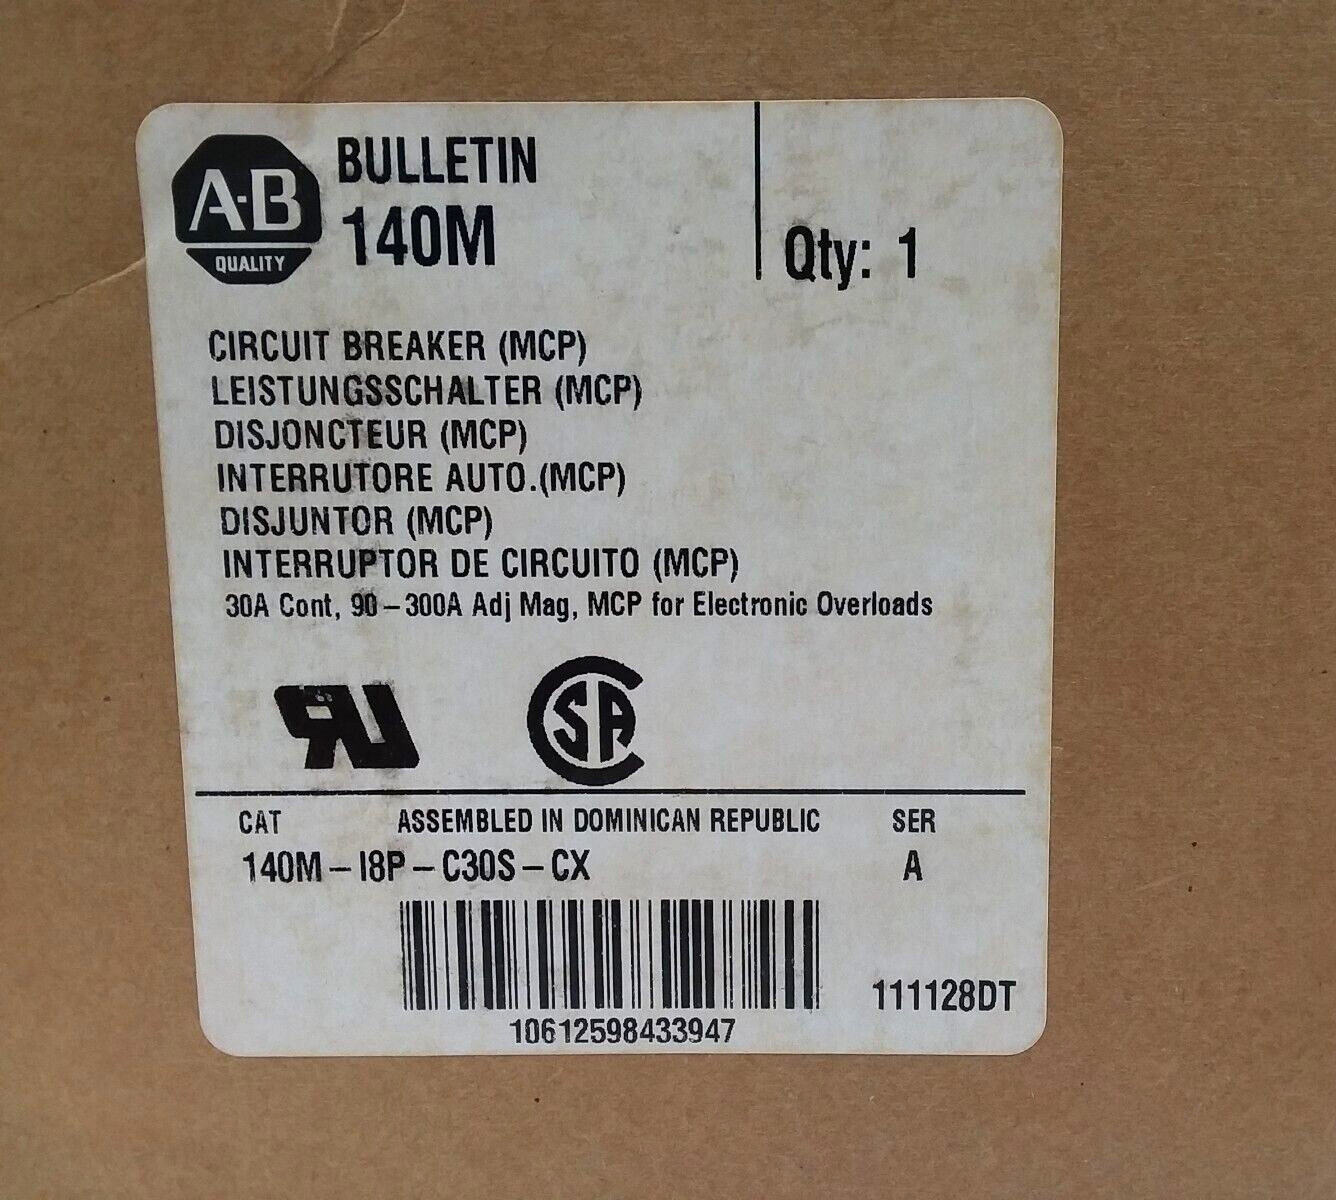 A-B
QUALITY
BULLETIN
140M
Qty: 1
CIRCUIT BREAKER (MCP)
LEISTUNGSSCHALTER (MCP)
DISJONCTEUR (MCP)
INTERRUTORE AUTO.(MCP)
DISJUNTOR (MCP)
INTERRUPTOR DE CIRCUITO (MCP)
30A Cont, 90-300A Adj Mag, MCP for Electronic Overloads
RU
CSA
CAT ASSEMBLED IN DOMINICAN REPUBLIC SER
140M-I8P-C30S-CX A
111128DT
10612598433947